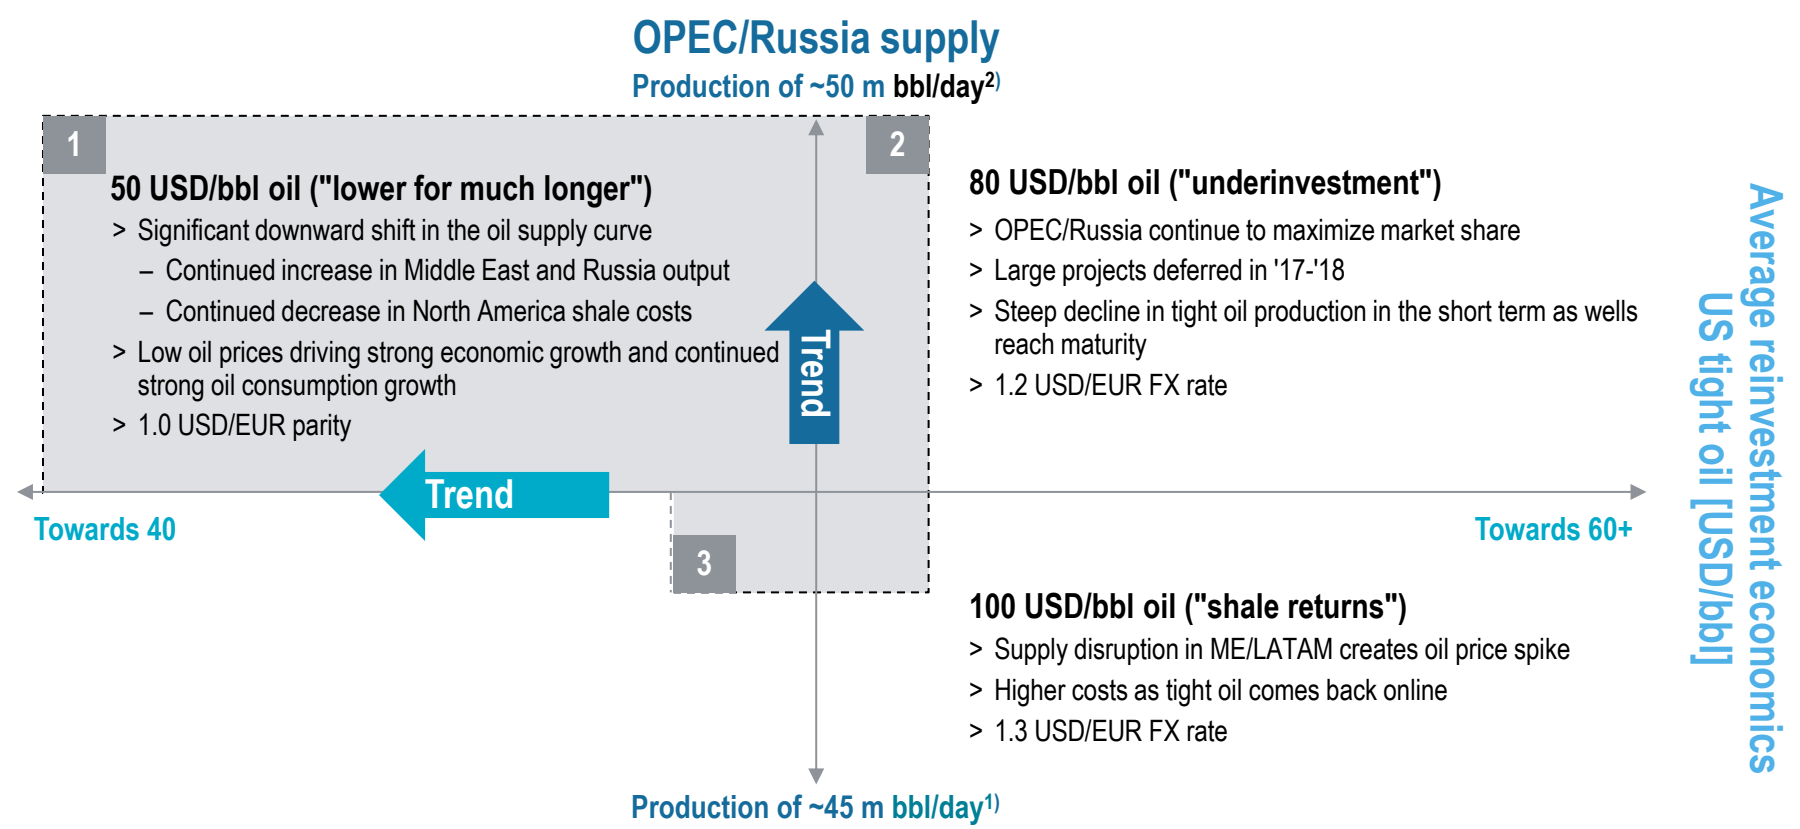 OPEC/Russia supply
Production of ~50 m bbl/day2)
1
2
50 USD/bbl oil ("lower for much longer")
> Significant downward shift in the oil supply curve
– Continued increase in Middle East and Russia output
– Continued decrease in North America shale costs
> Low oil prices driving strong economic growth and continued
strong oil consumption growth
> 1.0 USD/EUR parity
Trend
Trend
80 USD/bbl oil ("underinvestment")
> OPEC/Russia continue to maximize market share
> Large projects deferred in '17-'18
> Steep decline in tight oil production in the short term as wells
reach maturity
> 1.2 USD/EUR FX rate
Towards 40
Towards 60+
3
100 USD/bbl oil ("shale returns")
> Supply disruption in ME/LATAM creates oil price spike
> Higher costs as tight oil comes back online
> 1.3 USD/EUR FX rate
Production of ~45 m bbl/day1)
Average reinvestment economics
US tight oil [USD/bbl]